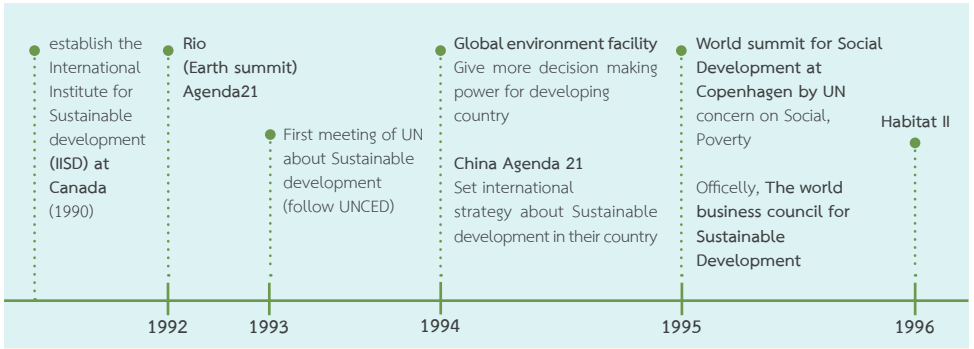 establish the
International
Institute for
Sustainable
development
(IISD) at
Canada
(1990)
Rio
(Earth summit)
Agenda21
First meeting of UN
about Sustainable
development
(follow UNCED)
Global environment facility
Give more decision making
power for developing
country
China Agenda 21
Set international
strategy about Sustainable
development in their country
World summit for Social
Development at
Copenhagen by UN
concern on Social,
Poverty
Officelly, The world
business council for
Sustainable
Development
Habitat II
1992
1993
1994
1995
1996